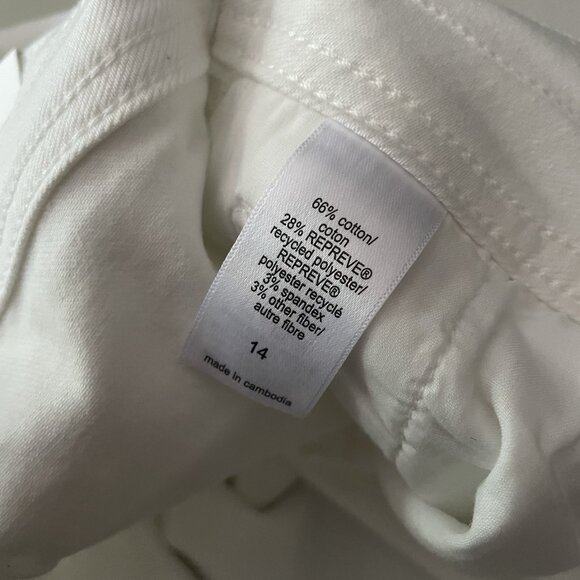 66% cotton/
coton
28% REPREVE®
recycled polyester/
REPREVE®
polyester recyclé
3% spandex
3% other fiber/
autre fibre
14
made in cambodia